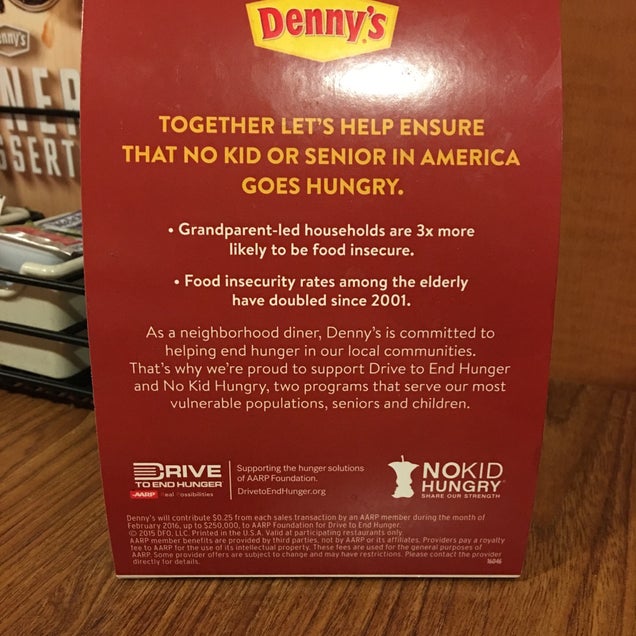 Denny's
TOGETHER LET'S HELP ENSURE
THAT NO KID OR SENIOR IN AMERICA
GOES HUNGRY.
• Grandparent-led households are 3x more
likely to be food insecure.
• Food insecurity rates among the elderly
have doubled since 2001.
As a neighborhood diner, Denny's is committed to
helping end hunger in our local communities.
That's why we're proud to support Drive to End Hunger
and No Kid Hungry, two programs that serve our most
vulnerable populations, seniors and children.
DRIVE
TO END HUNGER
AARP Real Possibilities
Supporting the hunger solutions
of AARP Foundation.
DrivetoEndHunger.org
NOKID
HUNGRY
SHARE OUR STRENGTH
Denny's will contribute $0.25 from each sales transaction by an AARP member during the month of
February 2016, up to $250,000, to AARP Foundation for Drive to End Hunger.
© 2015 DFO, LLC. Printed in the U.S.A. Valid at participating restaurants only.
AARP member benefits are provided by third parties, not by AARP or its affiliates. Providers pay a royalty
fee to AARP for the use of its intellectual property. These fees are used for the general purposes of
AARP. Some provider offers are subject to change and may have restrictions. Please contact the provider
directly for details.